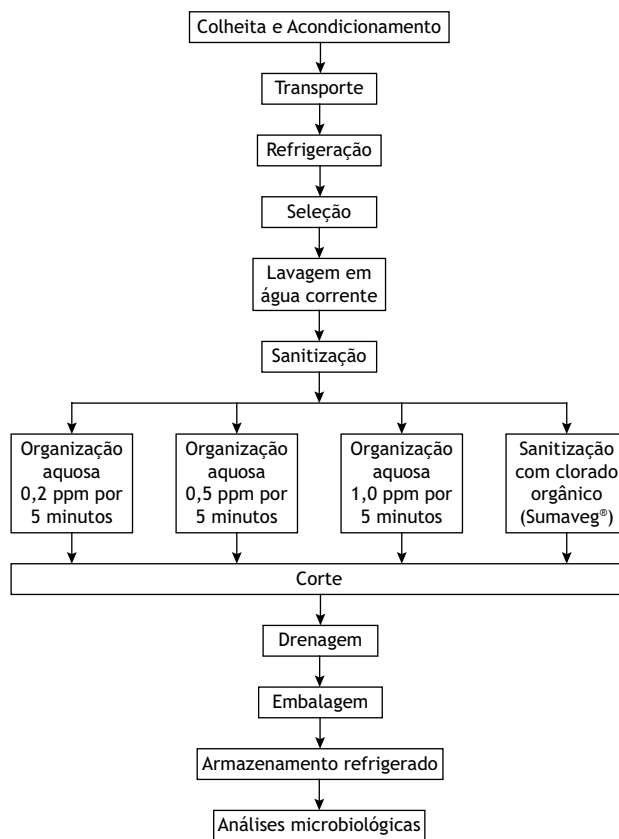 Colheita e Acondicionamento
Transporte
Refrigeração
Seleção
Lavagem em
água corrente
Sanitização
Organização
aquosa
0,2 ppm por
5 minutos
Organização
aquosa
0,5 ppm por
5 minutos
Organização
aquosa
1,0 ppm por
5 minutos
Sanitização
com clorado
orgânico
(Sumaveg®)
Corte
Drenagem
Embalagem
Armazenamento refrigerado
Análises microbiológicas